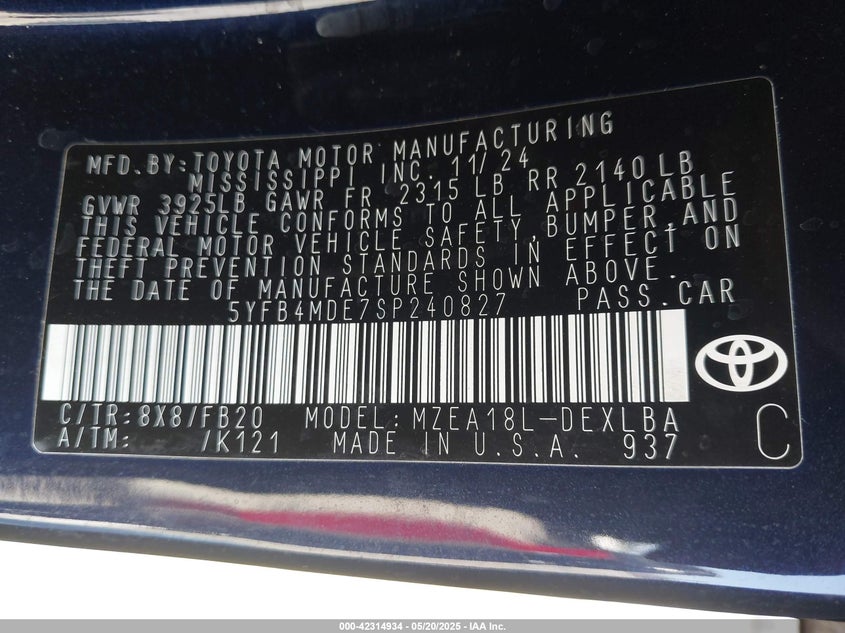 MFD.BY:TOYOTA MOTOR MANUFACTURING
MISSISSIPPI INC. 11/24
GVWR 3925LB GAWR FR 2315 LB RR 2140 LB
THIS VEHICLE CONFORMS TO ALL APPLICABLE
FEDERAL MOTOR VEHICLE SAFETY, BUMPER, AND
THEFT PREVENTION STANDARDS IN EFFECT ON
THE DATE OF MANUFACTURE SHOWN ABOVE.
5YFB4MDE7SP240827 PASS.CAR
C/TR:8X8/FB20 MODEL:MZEA18L-DEXLBA
A/TM: /K121 MADE IN U.S.A. 937 C
000-42314934 - 05/20/2025 - IAA Inc.